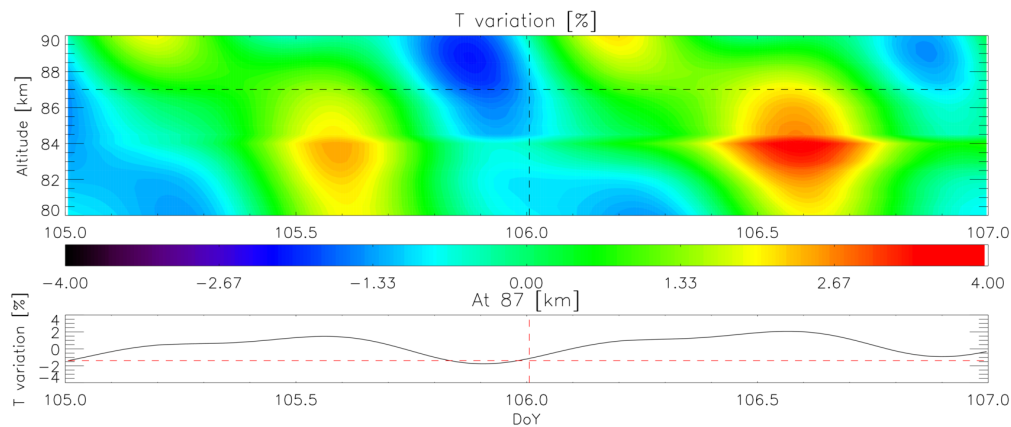 T variation [%]
90
88
86
84
82
80
Altitude [km]
105.0 105.5 106.0 106.5 107.0
-4.00 -2.67 -1.33 0.00 1.33 2.67 4.00
At 87 [km]
4
2
0
-2
-4
T variation [%]
105.0 105.5 106.0 106.5 107.0
DoY